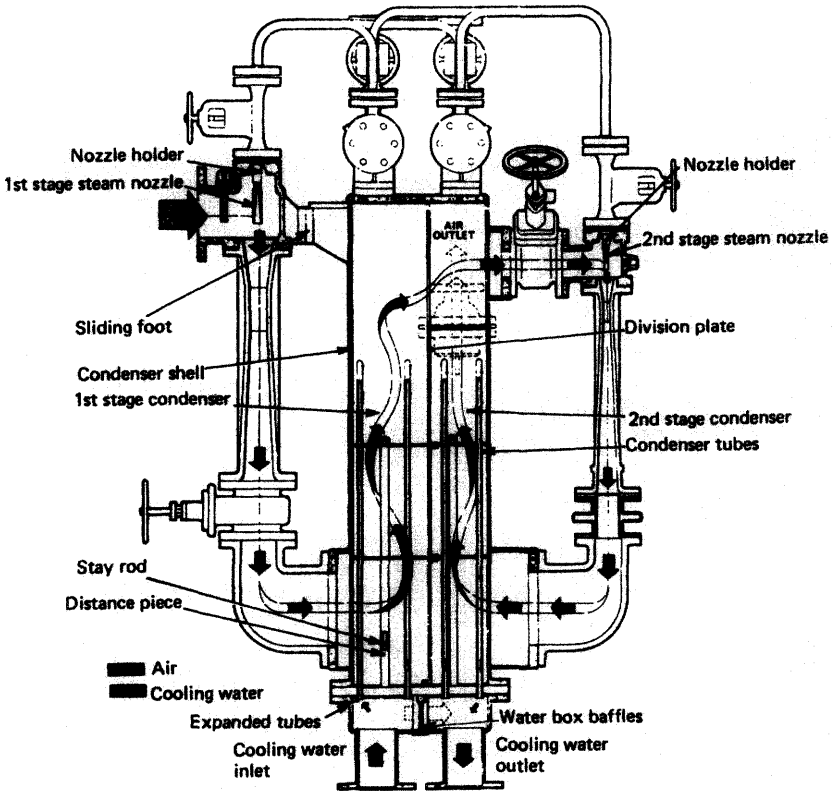 Nozzle holder
1st stage steam nozzle
Nozzle holder
AIR
OUTLET
2nd stage steam nozzle
Sliding foot
Division plate
Condenser shell
1st stage condenser
2nd stage condenser
Condenser tubes
Stay rod
Distance piece
Air
Cooling water
Expanded tubes
Water box baffles
Cooling water
inlet
Cooling water
outlet